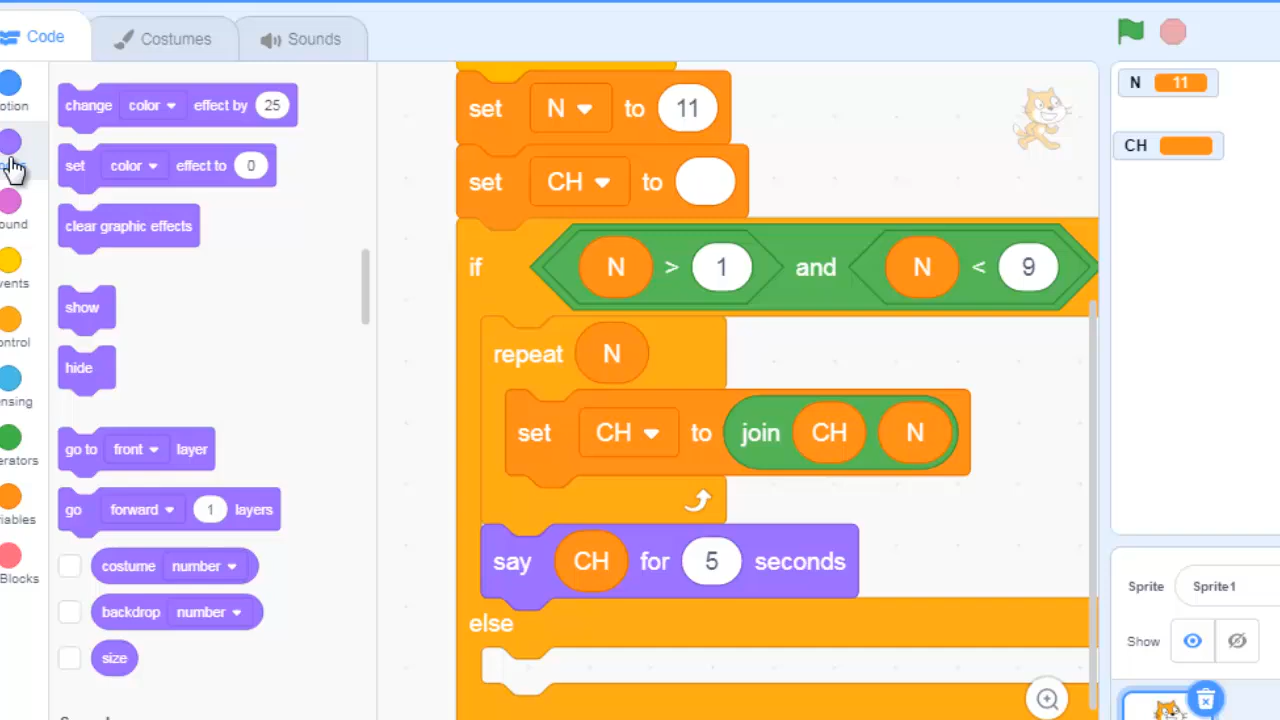 Code
Costumes
Sounds
otion
ound
vents
ontrol
ensing
erators
riables
Blocks
change color effect by 25
set color effect to 0
clear graphic effects
show
hide
go to front layer
go forward 1 layers
costume number
backdrop number
size
set N to 11
set CH to
if N > 1 and N < 9
repeat N
set CH to join CH N
say CH for 5 seconds
else
N 11
CH
Sprite Sprite1
Show